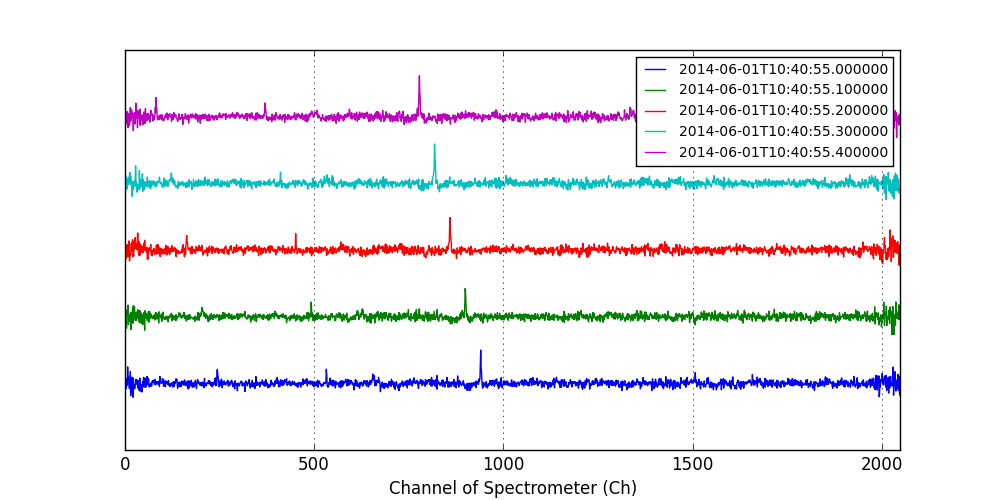 2014-06-01T10:40:55.000000
2014-06-01T10:40:55.100000
2014-06-01T10:40:55.200000
2014-06-01T10:40:55.300000
2014-06-01T10:40:55.400000
0 500 1000 1500 2000
Channel of Spectrometer (Ch)